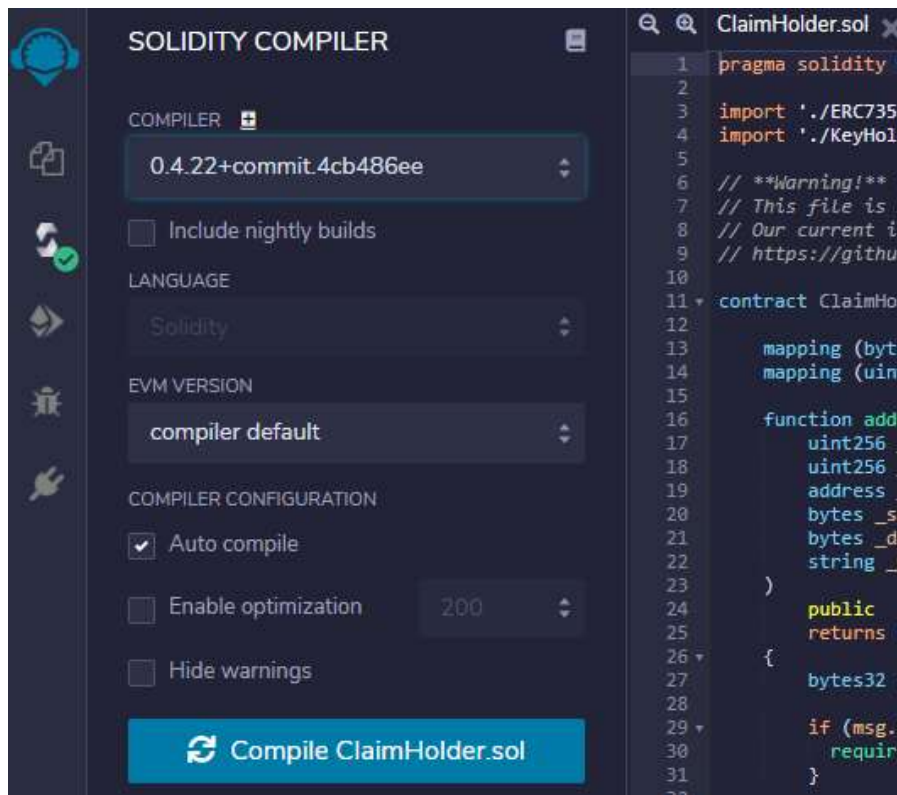 SOLIDITY COMPILER
COMPILER
0.4.22+commit.4cb486ee
Include nightly builds
LANGUAGE
Solidity
EVM VERSION
compiler default
COMPILER CONFIGURATION
Auto compile
Enable optimization 200
Hide warnings
Compile ClaimHolder.sol
ClaimHolder.sol
1 pragma solidity
2
3 import './ERC735
4 import './KeyHol
5
6 // **Warning!**
7 // This file is
8 // Our current i
9 // https://githu
10
11 contract ClaimHo
12
13 mapping (byt
14 mapping (uin
15
16 function add
17 uint256
18 uint256
19 address
20 bytes _s
21 bytes _d
22 string _
23 )
24 public
25 returns
26 {
27 bytes32
28
29 if (msg.
30 requir
31 }